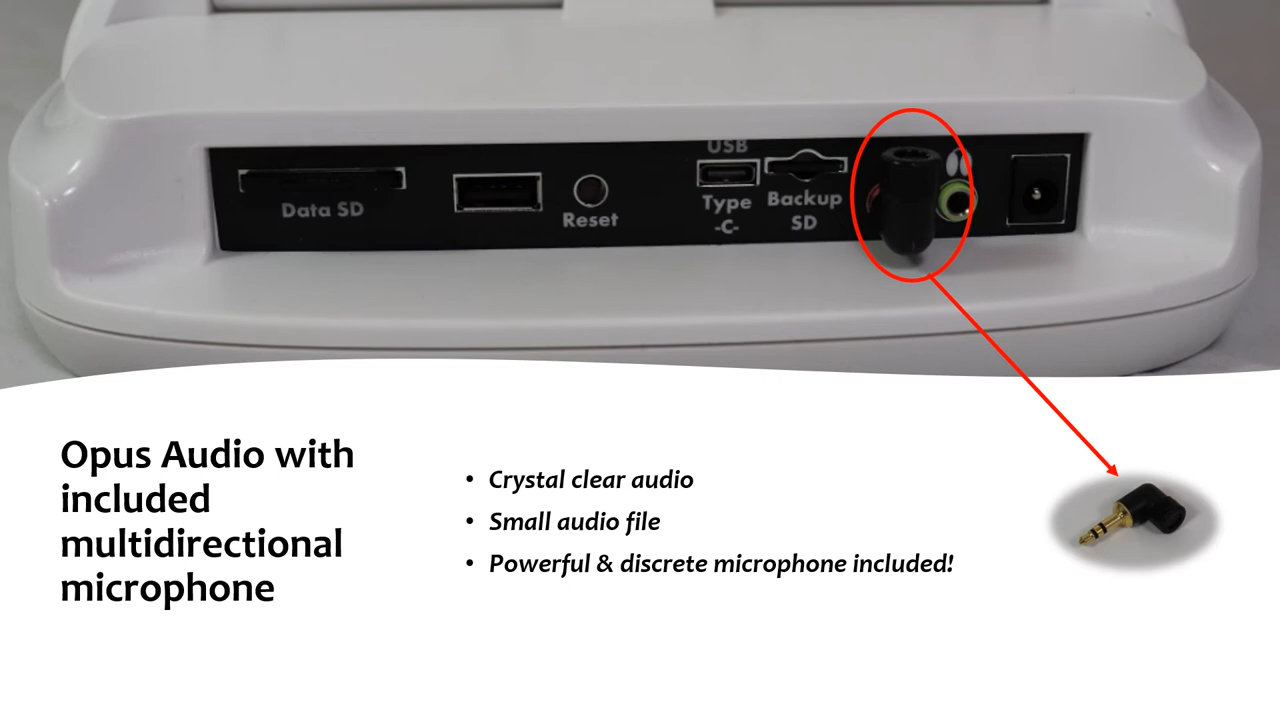 Data SD
Reset
USB
Type
-C-
Backup
SD
Opus Audio with
included
multidirectional
microphone
• Crystal clear audio
• Small audio file
• Powerful & discrete microphone included!